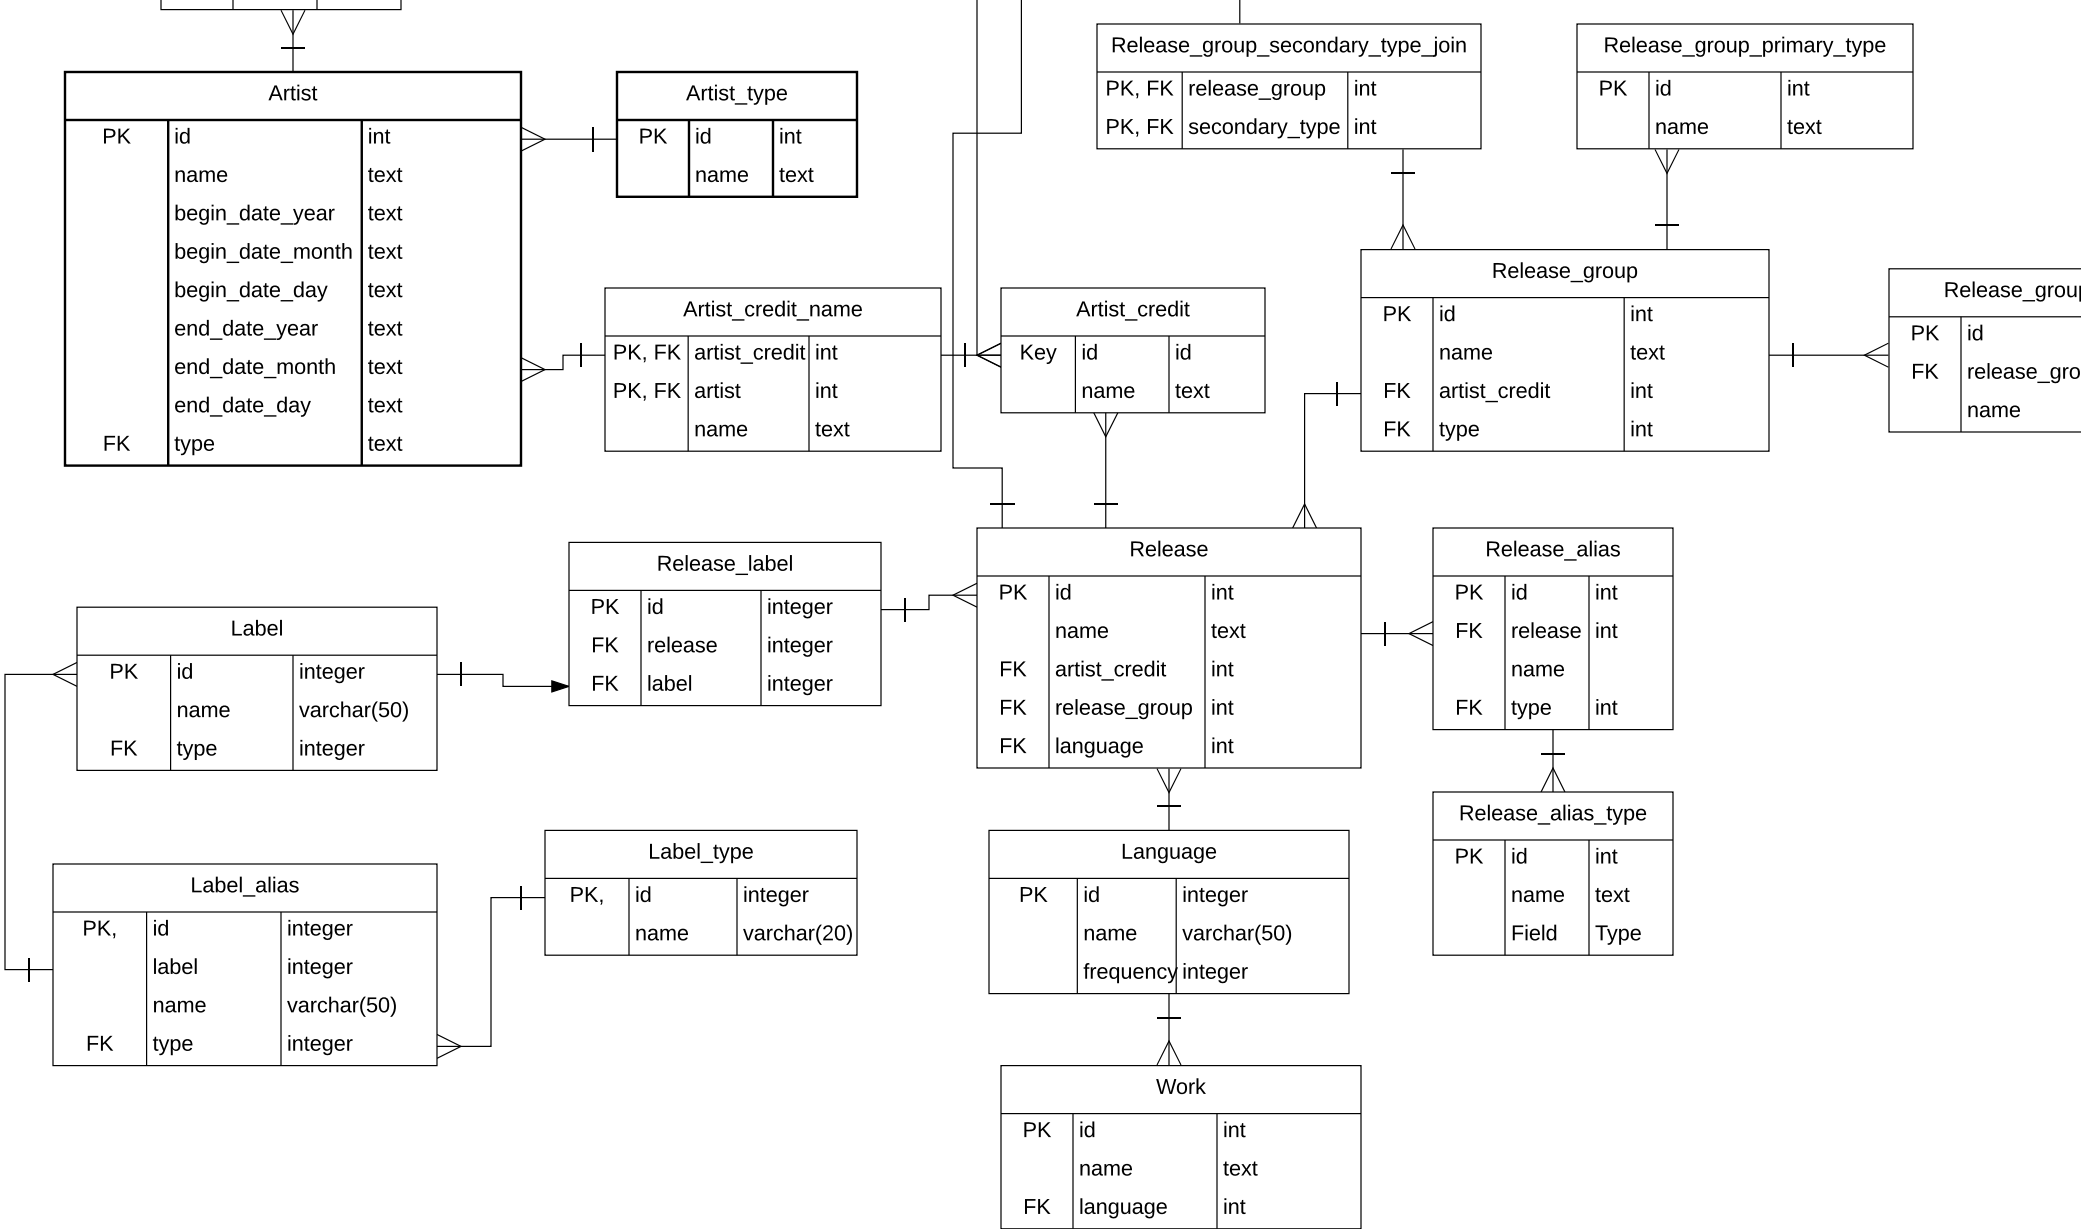 Artist
PK id int
name text
begin_date_year text
begin_date_month text
begin_date_day text
end_date_year text
end_date_month text
end_date_day text
FK type text
Artist_type
PK id int
name text
Release_group_secondary_type_join
PK, FK release_group int
PK, FK secondary_type int
Release_group_primary_type
PK id int
name text
Artist_credit_name
PK, FK artist_credit int
PK, FK artist int
name text
Artist_credit
Key id id
name text
Release_group
PK id int
name text
FK artist_credit int
FK type int
Release_grou
PK id
FK release_gro
name
Release_label
PK id integer
FK release integer
FK label integer
Release
PK id int
name text
FK artist_credit int
FK release_group int
FK language int
Release_alias
PK id int
FK release int
name
FK type int
Label
PK id integer
name varchar(50)
FK type integer
Label_alias
PK, id integer
label integer
name varchar(50)
FK type integer
Label_type
PK, id integer
name varchar(20)
Language
PK id integer
name varchar(50)
frequency integer
Release_alias_type
PK id int
name text
Field Type
Work
PK id int
name text
FK language int